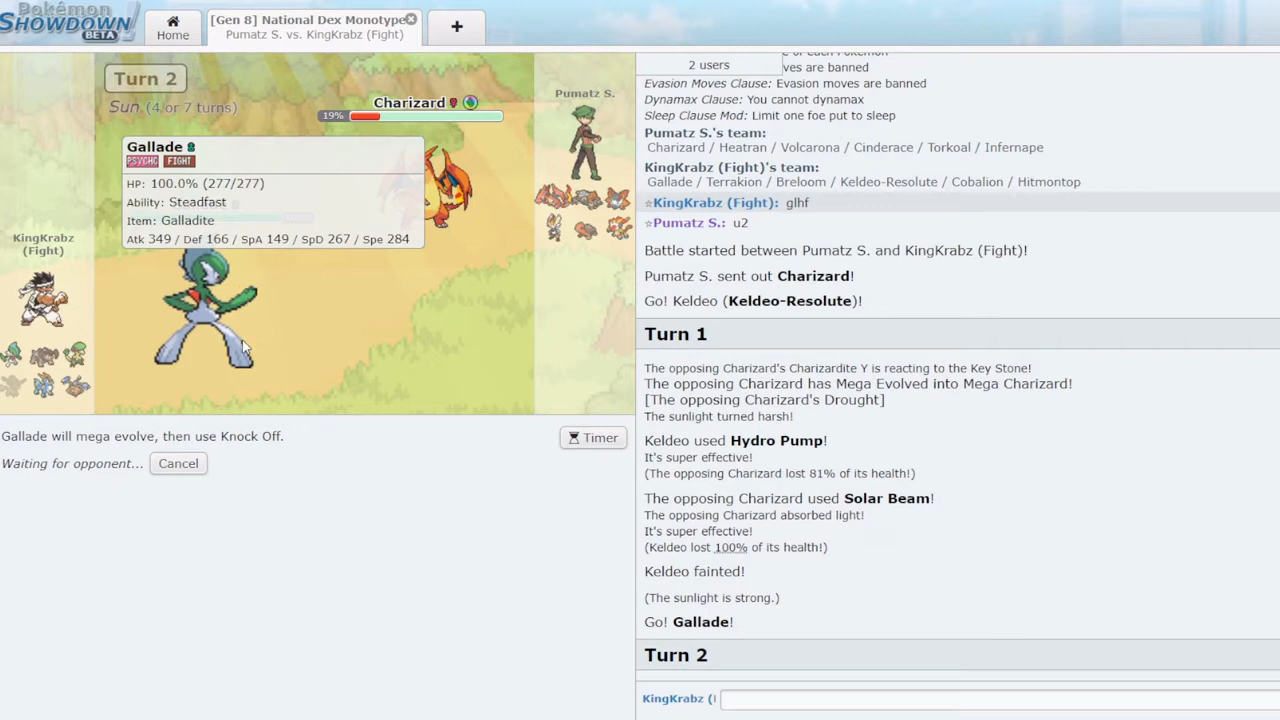 Pokémon
SHOWDOWN
BETA
Home
[Gen 8] National Dex Monotype
Pumatz S. vs. KingKrabz (Fight)
+
Turn 2
Sun (4 or 7 turns)
Charizard
19%
Pumatz S.
Gallade
PSYCHC FIGHT
HP: 100.0% (277/277)
Ability: Steadfast
Item: Galladite
Atk 349 / Def 166 / SpA 149 / SpD 267 / Spe 284
KingKrabz
(Fight)
Gallade will mega evolve, then use Knock Off.
Waiting for opponent... Cancel
Timer
2 users
of each Pokémon
ves are banned
Evasion Moves Clause: Evasion moves are banned
Dynamax Clause: You cannot dynamax
Sleep Clause Mod: Limit one foe put to sleep
Pumatz S.'s team:
Charizard / Heatran / Volcarona / Cinderace / Torkoal / Infernape
KingKrabz (Fight)'s team:
Gallade / Terrakion / Breloom / Keldeo-Resolute / Cobalion / Hitmontop
☆KingKrabz (Fight): glhf
☆Pumatz S.: u2
Battle started between Pumatz S. and KingKrabz (Fight)!
Pumatz S. sent out Charizard!
Go! Keldeo (Keldeo-Resolute)!
Turn 1
The opposing Charizard's Charizardite Y is reacting to the Key Stone!
The opposing Charizard has Mega Evolved into Mega Charizard!
[The opposing Charizard's Drought]
The sunlight turned harsh!
Keldeo used Hydro Pump!
It's super effective!
(The opposing Charizard lost 81% of its health!)
The opposing Charizard used Solar Beam!
The opposing Charizard absorbed light!
It's super effective!
(Keldeo lost 100% of its health!)
Keldeo fainted!
(The sunlight is strong.)
Go! Gallade!
Turn 2
KingKrabz (